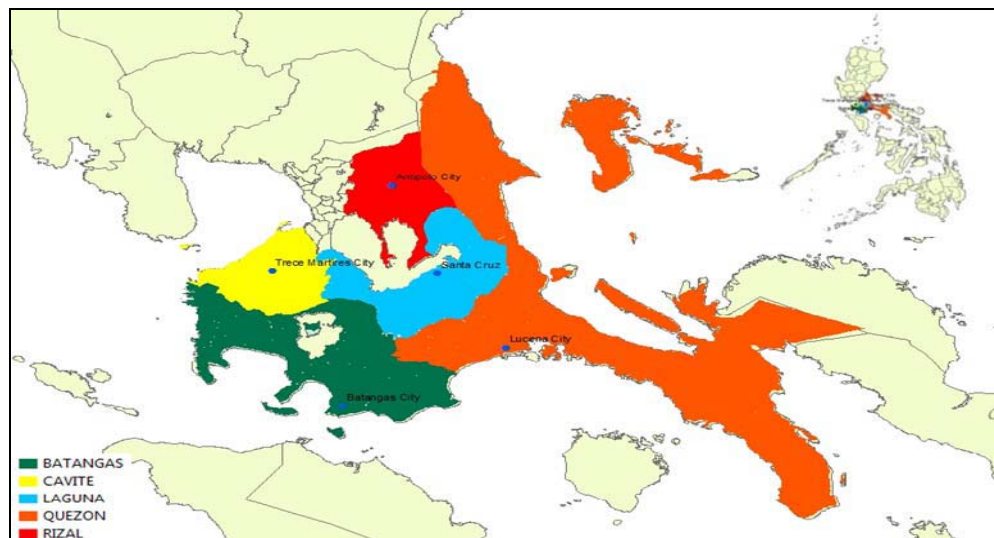 Antipolo City
Trece Martires City
Santa Cruz
Lucena City
Batangas City
BATANGAS
CAVITE
LAGUNA
QUEZON
RIZAL